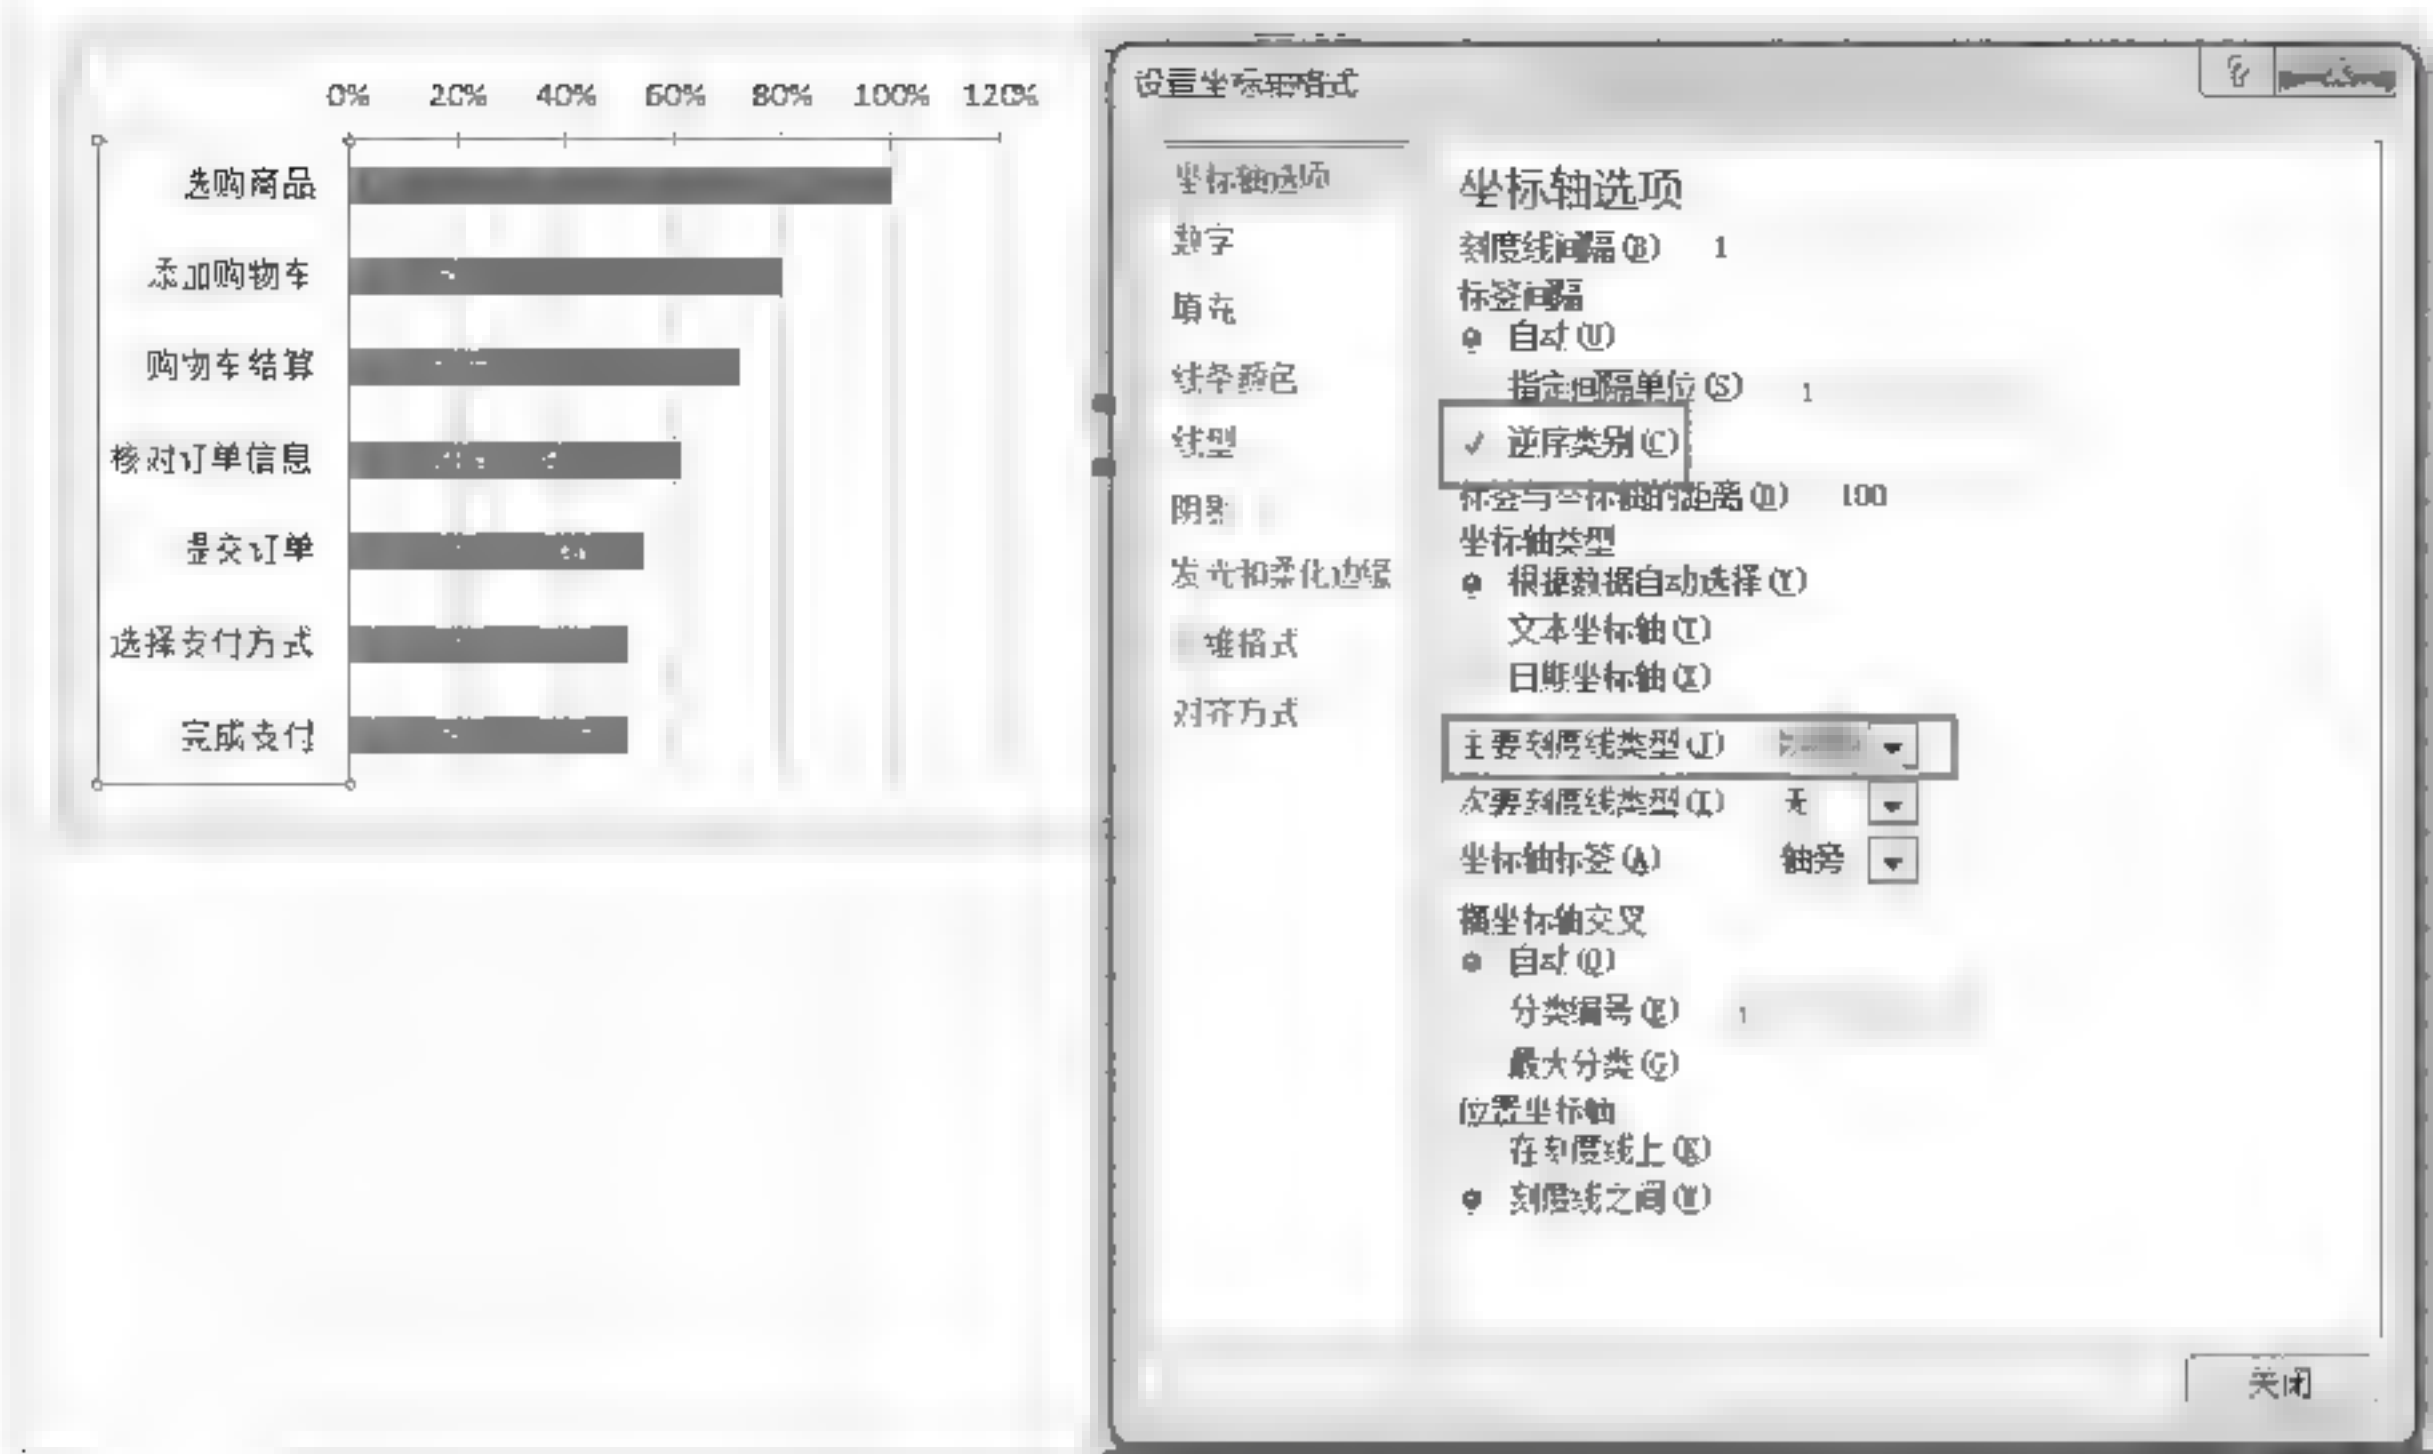 0% 20% 40% 60% 80% 100% 120%
选购商品
添加购物车
购物车结算
核对订单信息
提交订单
选择支付方式
完成支付
设置坐标轴格式
坐标轴选项
数字
填充
线条颜色
线型
阴影
发光和柔化边缘
三维格式
对齐方式
坐标轴选项
刻度线间隔(B) 1
标签间隔
自动(U)
指定间隔单位(S) 1
逆序类别(C)
标签与坐标轴的距离(D) 100
坐标轴类型
根据数据自动选择(Y)
文本坐标轴(T)
日期坐标轴(X)
主要刻度线类型(J)
次要刻度线类型(I) 无
坐标轴标签(A) 轴旁
横坐标轴交叉
自动(O)
分类编号(E) 1
最大分类(G)
位置坐标轴
在刻度线上(K)
刻度线之间(W)
关闭